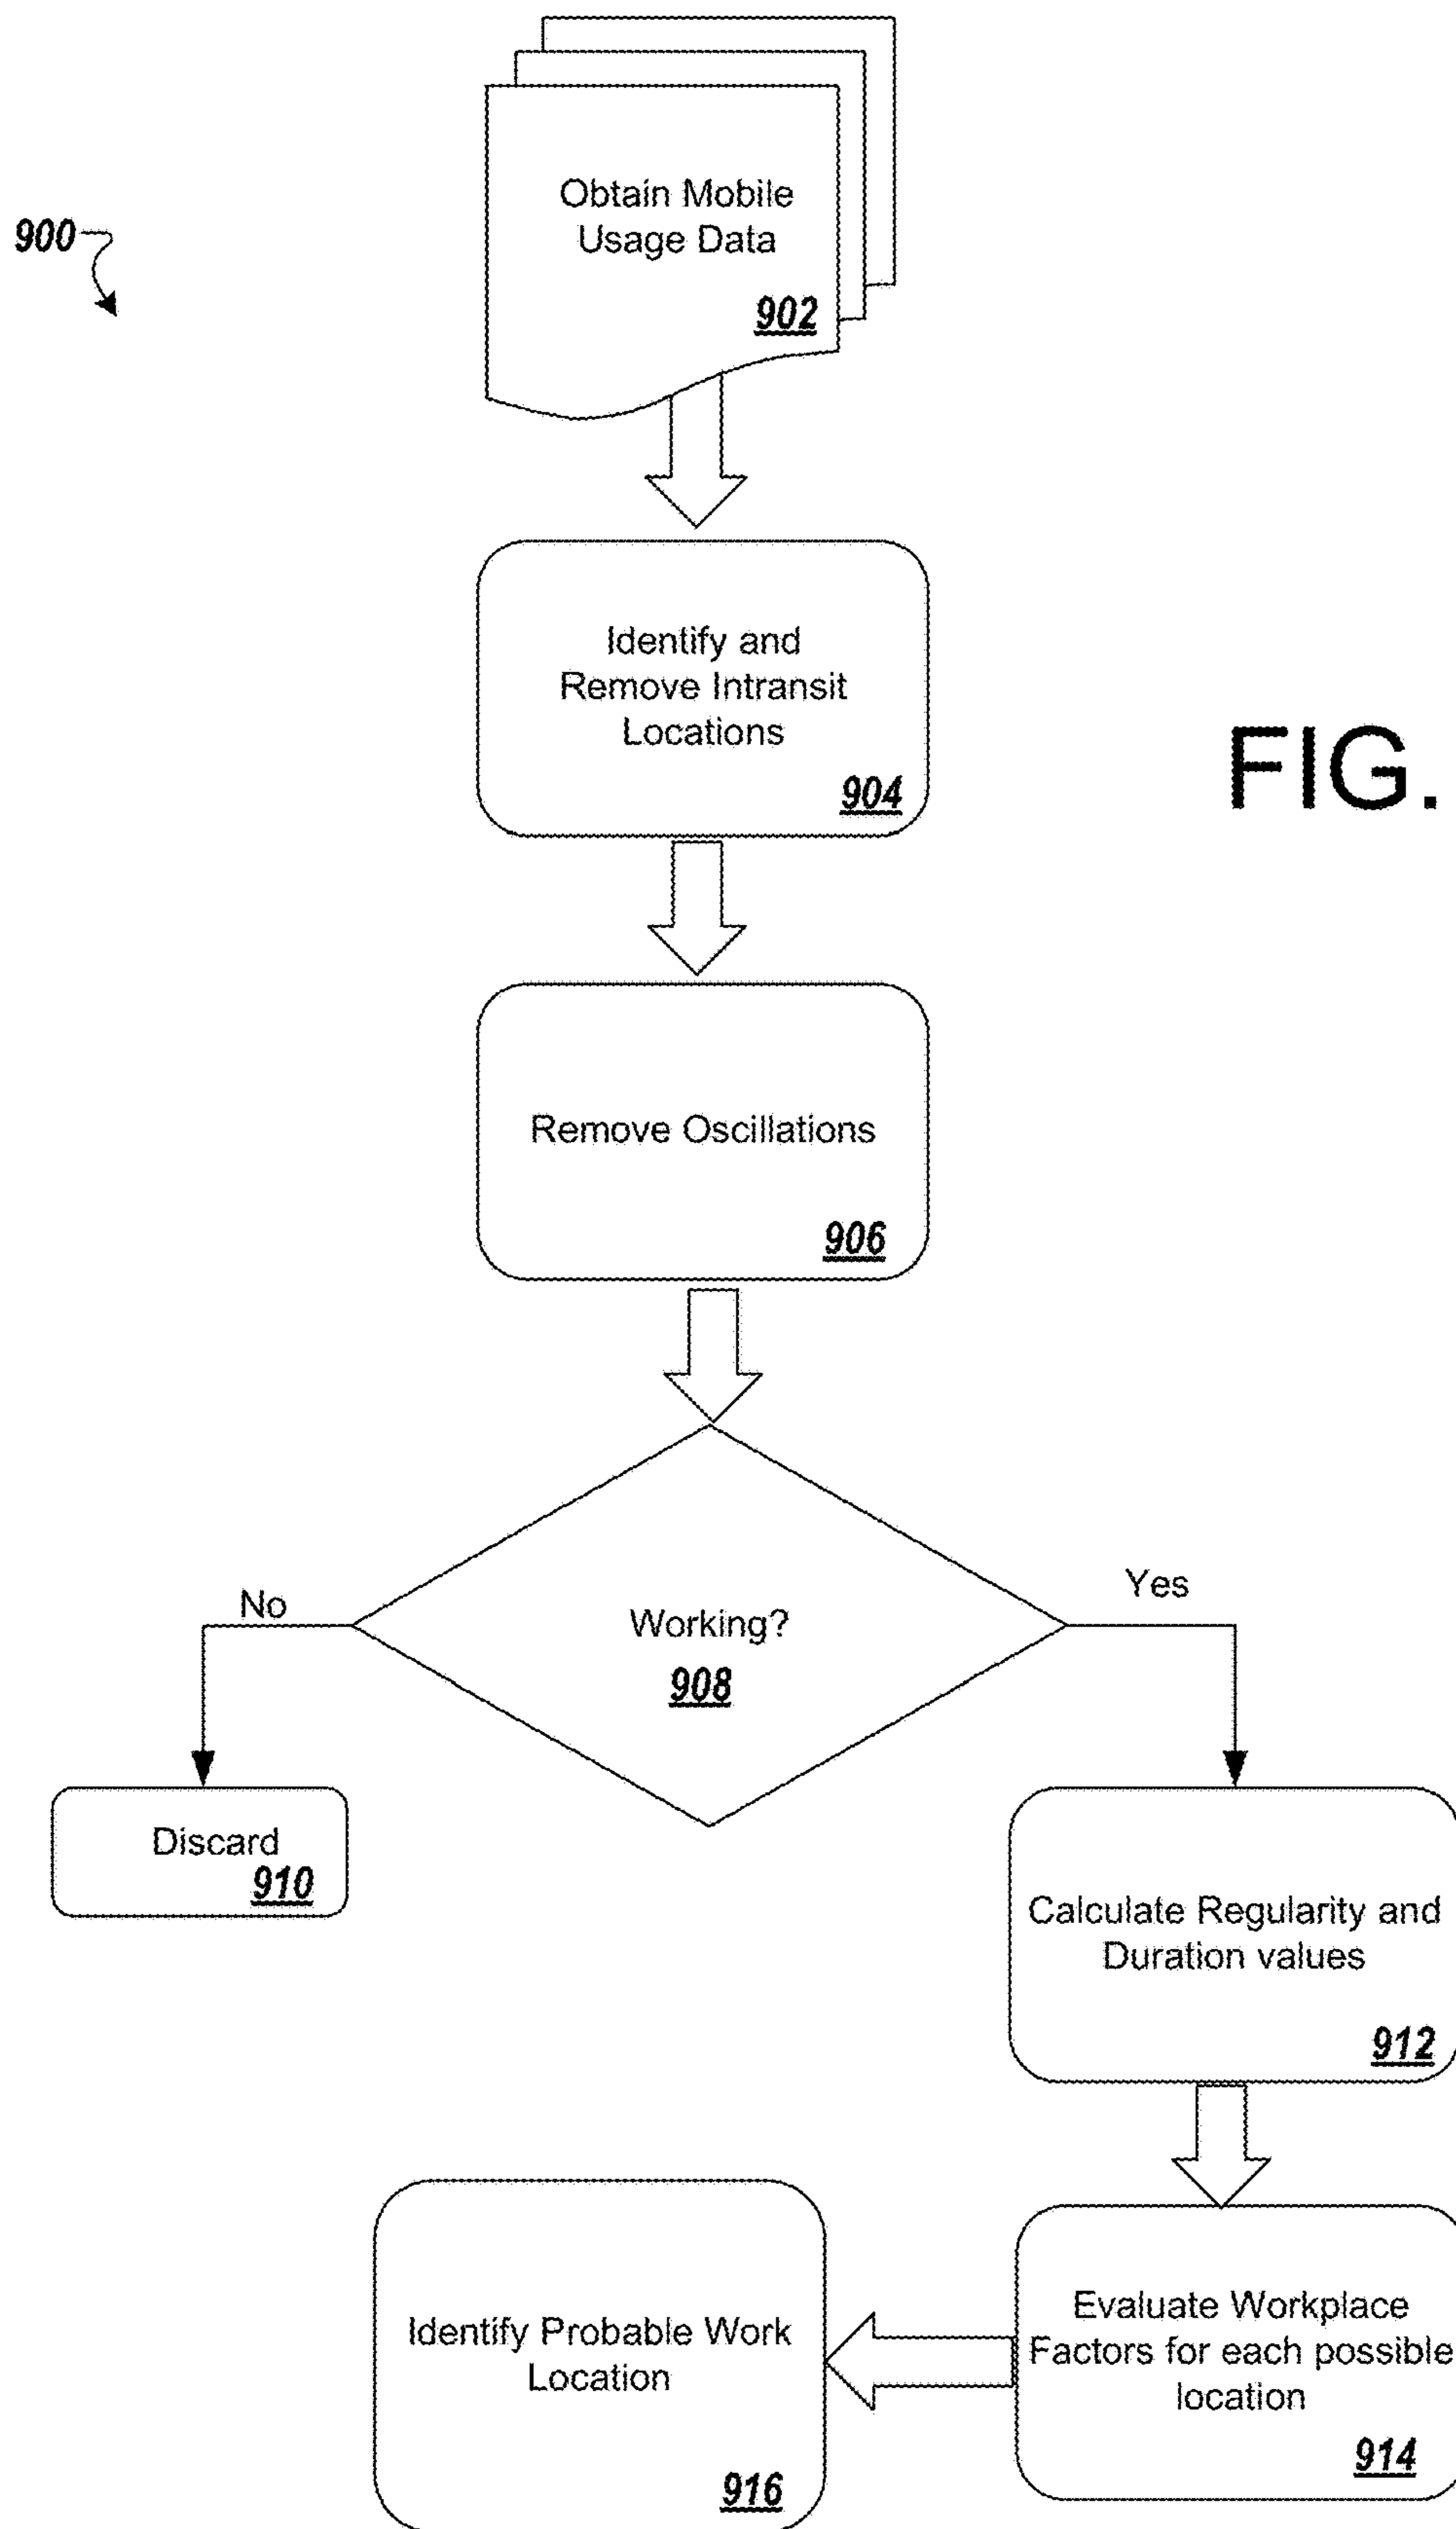 Obtain Mobile
Usage Data
902
900
Identify and
Remove Intransit
Locations
904
FIG.
Remove Oscillations
906
No
Yes
Working?
908
Discard
910
Calculate Regularity and
Duration values
912
Evaluate Workplace
Factors for each possible
location
914
Identify Probable Work
Location
916